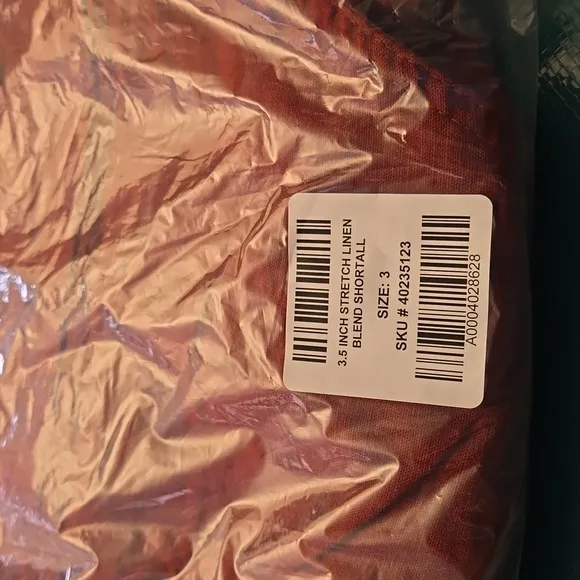 3.5 INCH STRETCH LINEN
BLEND SHORTALL
SIZE: 3
SKU # 40235123
A0004028628